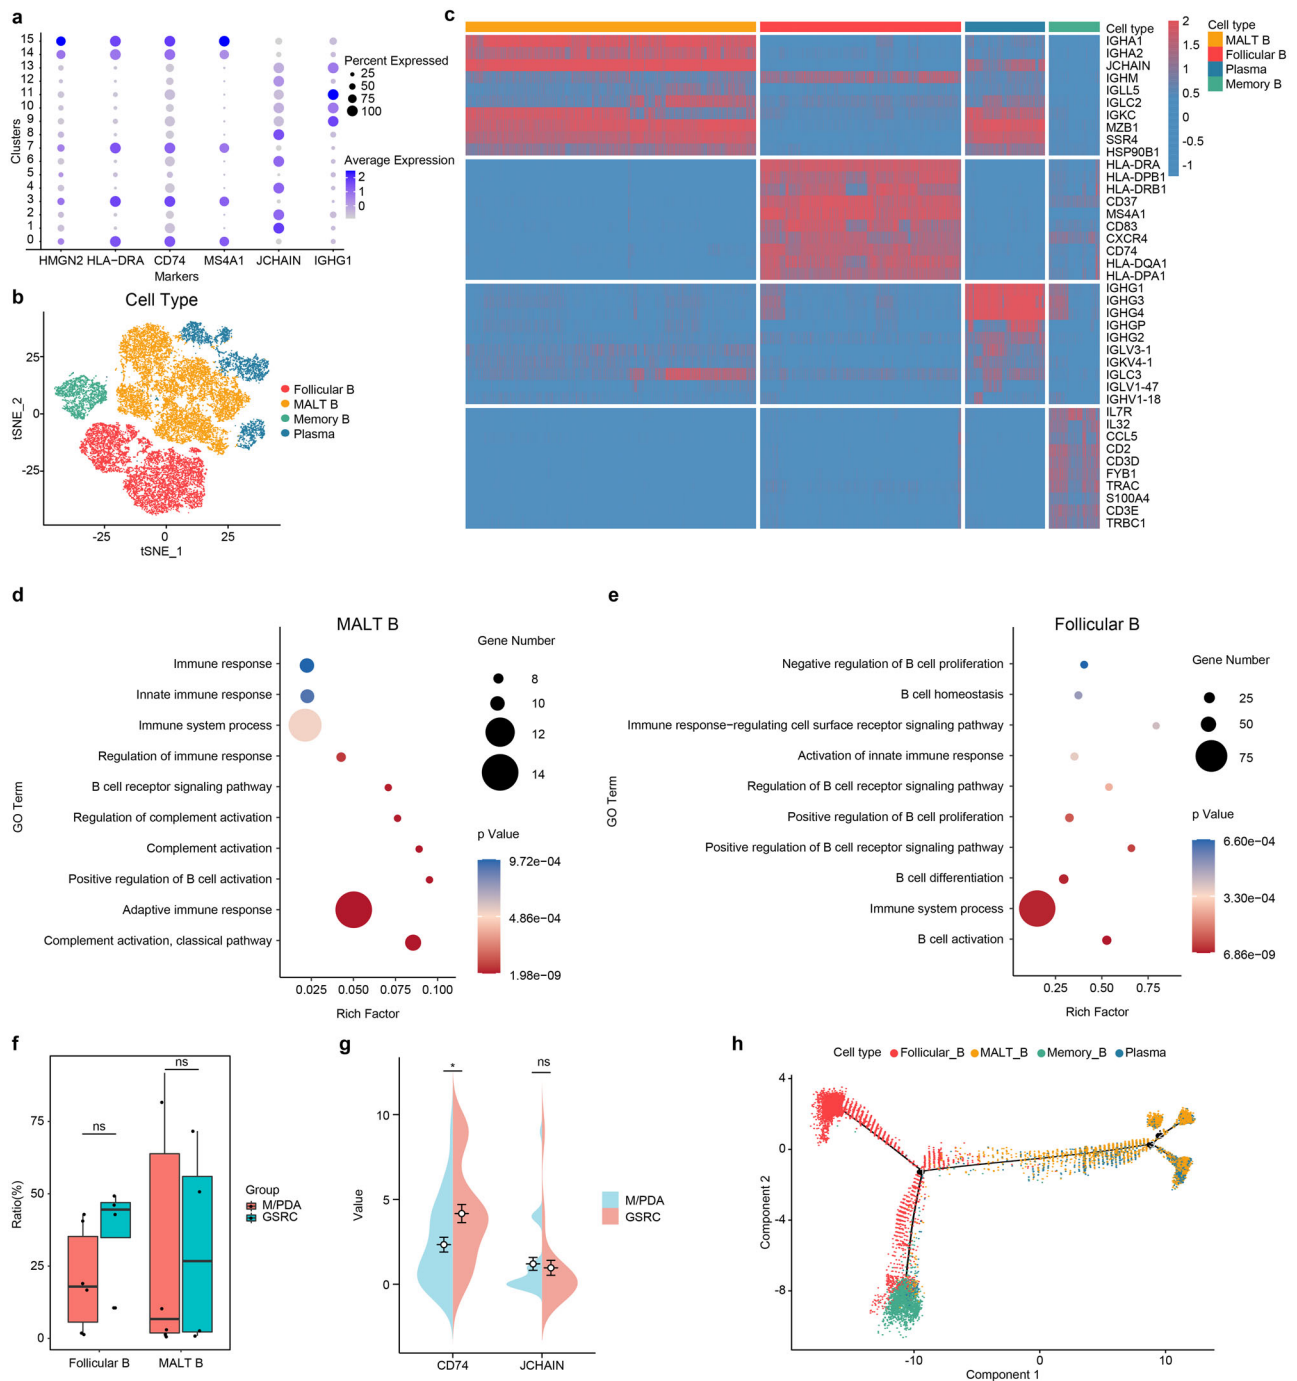 a
15
14
13
12
11
10
9
8
7
6
5
4
3
2
1
0
Clusters
HMGN2 HLA−DRA CD74 MS4A1 JCHAIN IGHG1
Markers
Percent Expressed
25
50
75
100
Average Expression
2
1
0
b
Cell Type
25
0
-25
tSNE_2
-25 0 25
tSNE_1
Follicular B
MALT B
Memory B
Plasma
c
Cell type
IGHA1
IGHA2
JCHAIN
IGHM
IGLL5
IGLC2
IGKC
MZB1
SSR4
HSP90B1
HLA-DRA
HLA-DPB1
HLA-DRB1
CD37
MS4A1
CD83
CXCR4
CD74
HLA-DQA1
HLA-DPA1
IGHG1
IGHG3
IGHG4
IGHGP
IGHG2
IGLV3-1
IGKV4-1
IGLC3
IGLV1-47
IGHV1-18
IL7R
IL32
CCL5
CD2
CD3D
FYB1
TRAC
S100A4
CD3E
TRBC1
2
1.5
1
0.5
0
-0.5
-1
Cell type
MALT B
Follicular B
Plasma
Memory B
d
MALT B
GO Term
Immune response
Innate immune response
Immune system process
Regulation of immune response
B cell receptor signaling pathway
Regulation of complement activation
Complement activation
Positive regulation of B cell activation
Adaptive immune response
Complement activation, classical pathway
0.025 0.050 0.075 0.100
Rich Factor
Gene Number
8
10
12
14
p Value
9.72e−04
4.86e−04
1.98e−09
e
Follicular B
GO Term
Negative regulation of B cell proliferation
B cell homeostasis
Immune response−regulating cell surface receptor signaling pathway
Activation of innate immune response
Regulation of B cell receptor signaling pathway
Positive regulation of B cell proliferation
Positive regulation of B cell receptor signaling pathway
B cell differentiation
Immune system process
B cell activation
0.25 0.50 0.75
Rich Factor
Gene Number
25
50
75
p Value
6.60e−04
3.30e−04
6.86e−09
f
ns
ns
75
50
25
0
Ratio(%)
Follicular B MALT B
Group
M/PDA
GSRC
g
*
ns
10
5
0
Value
CD74 JCHAIN
M/PDA
GSRC
h
Cell type Follicular_B MALT_B Memory_B Plasma
4
0
-4
-8
Component 2
-10 0 10
Component 1